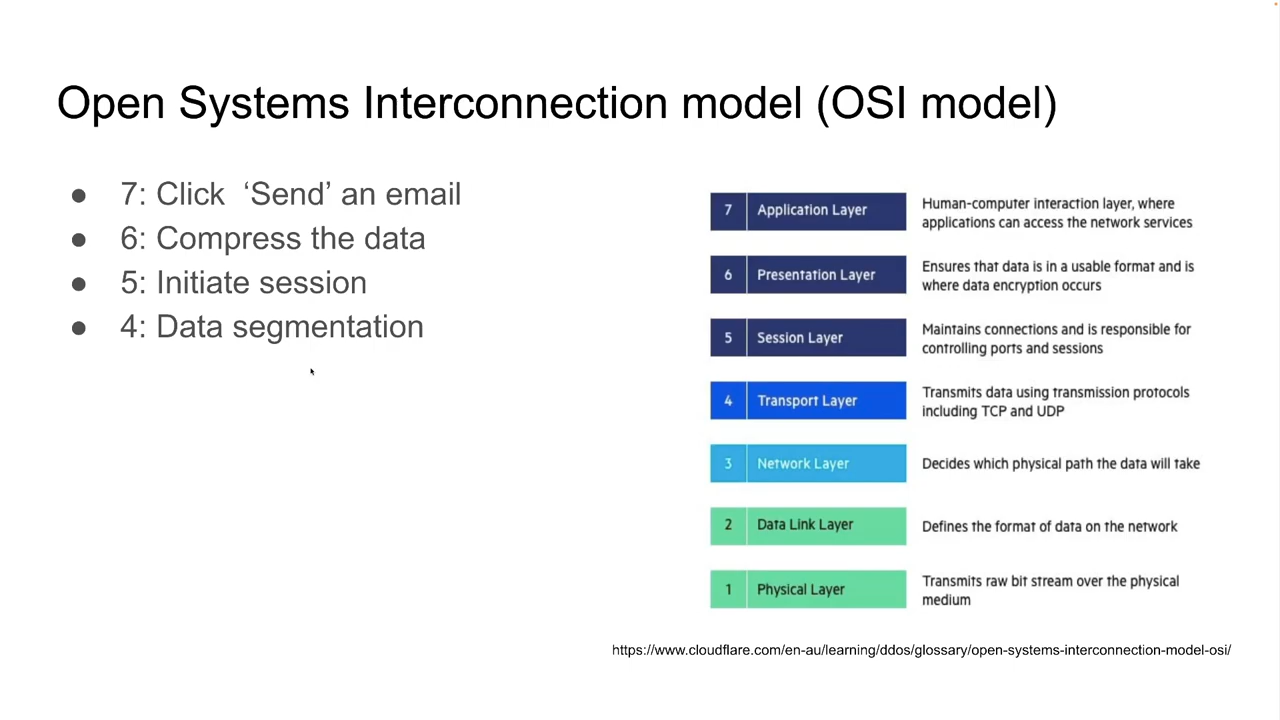 Open Systems Interconnection model (OSI model)
● 7: Click ‘Send’ an email
● 6: Compress the data
● 5: Initiate session
● 4: Data segmentation
7 Application Layer
Human-computer interaction layer, where
applications can access the network services
6 Presentation Layer
Ensures that data is in a usable format and is
where data encryption occurs
5 Session Layer
Maintains connections and is responsible for
controlling ports and sessions
4 Transport Layer
Transmits data using transmission protocols
including TCP and UDP
3 Network Layer
Decides which physical path the data will take
2 Data Link Layer
Defines the format of data on the network
1 Physical Layer
Transmits raw bit stream over the physical
medium
https://www.cloudflare.com/en-au/learning/ddos/glossary/open-systems-interconnection-model-osi/